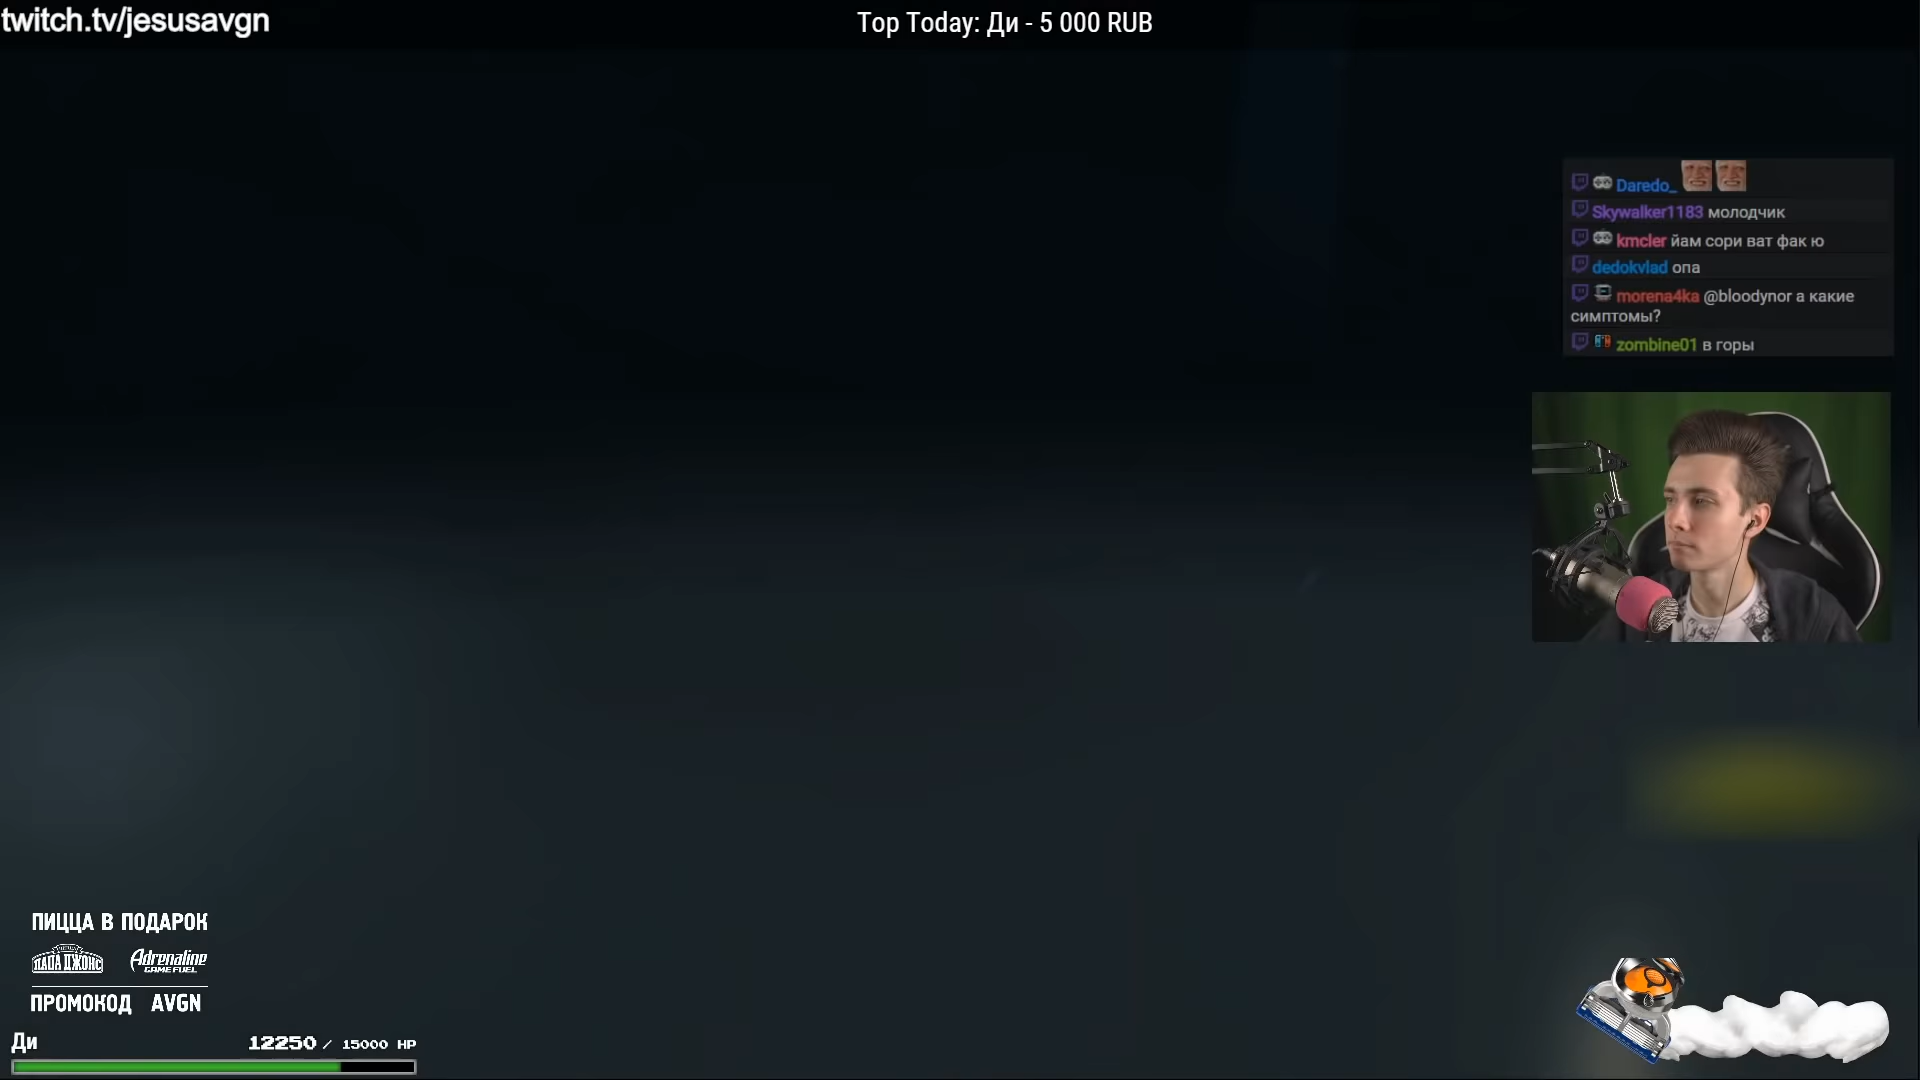 twitch.tv/jesusavgn
Top Today: Ди - 5 000 RUB
Daredo_
Skywalker1183 молодчик
kmcler йам сори ват фак ю
dedokvlad опа
morena4ka @bloodynor а какие
симптомы?
zombine01 в горы
ПИЦЦА В ПОДАРОК
ПАПА ДЖОНС Adrenaline
GAME FUEL
ПРОМОКОД AVGN
Ди 12250 / 15000 HP